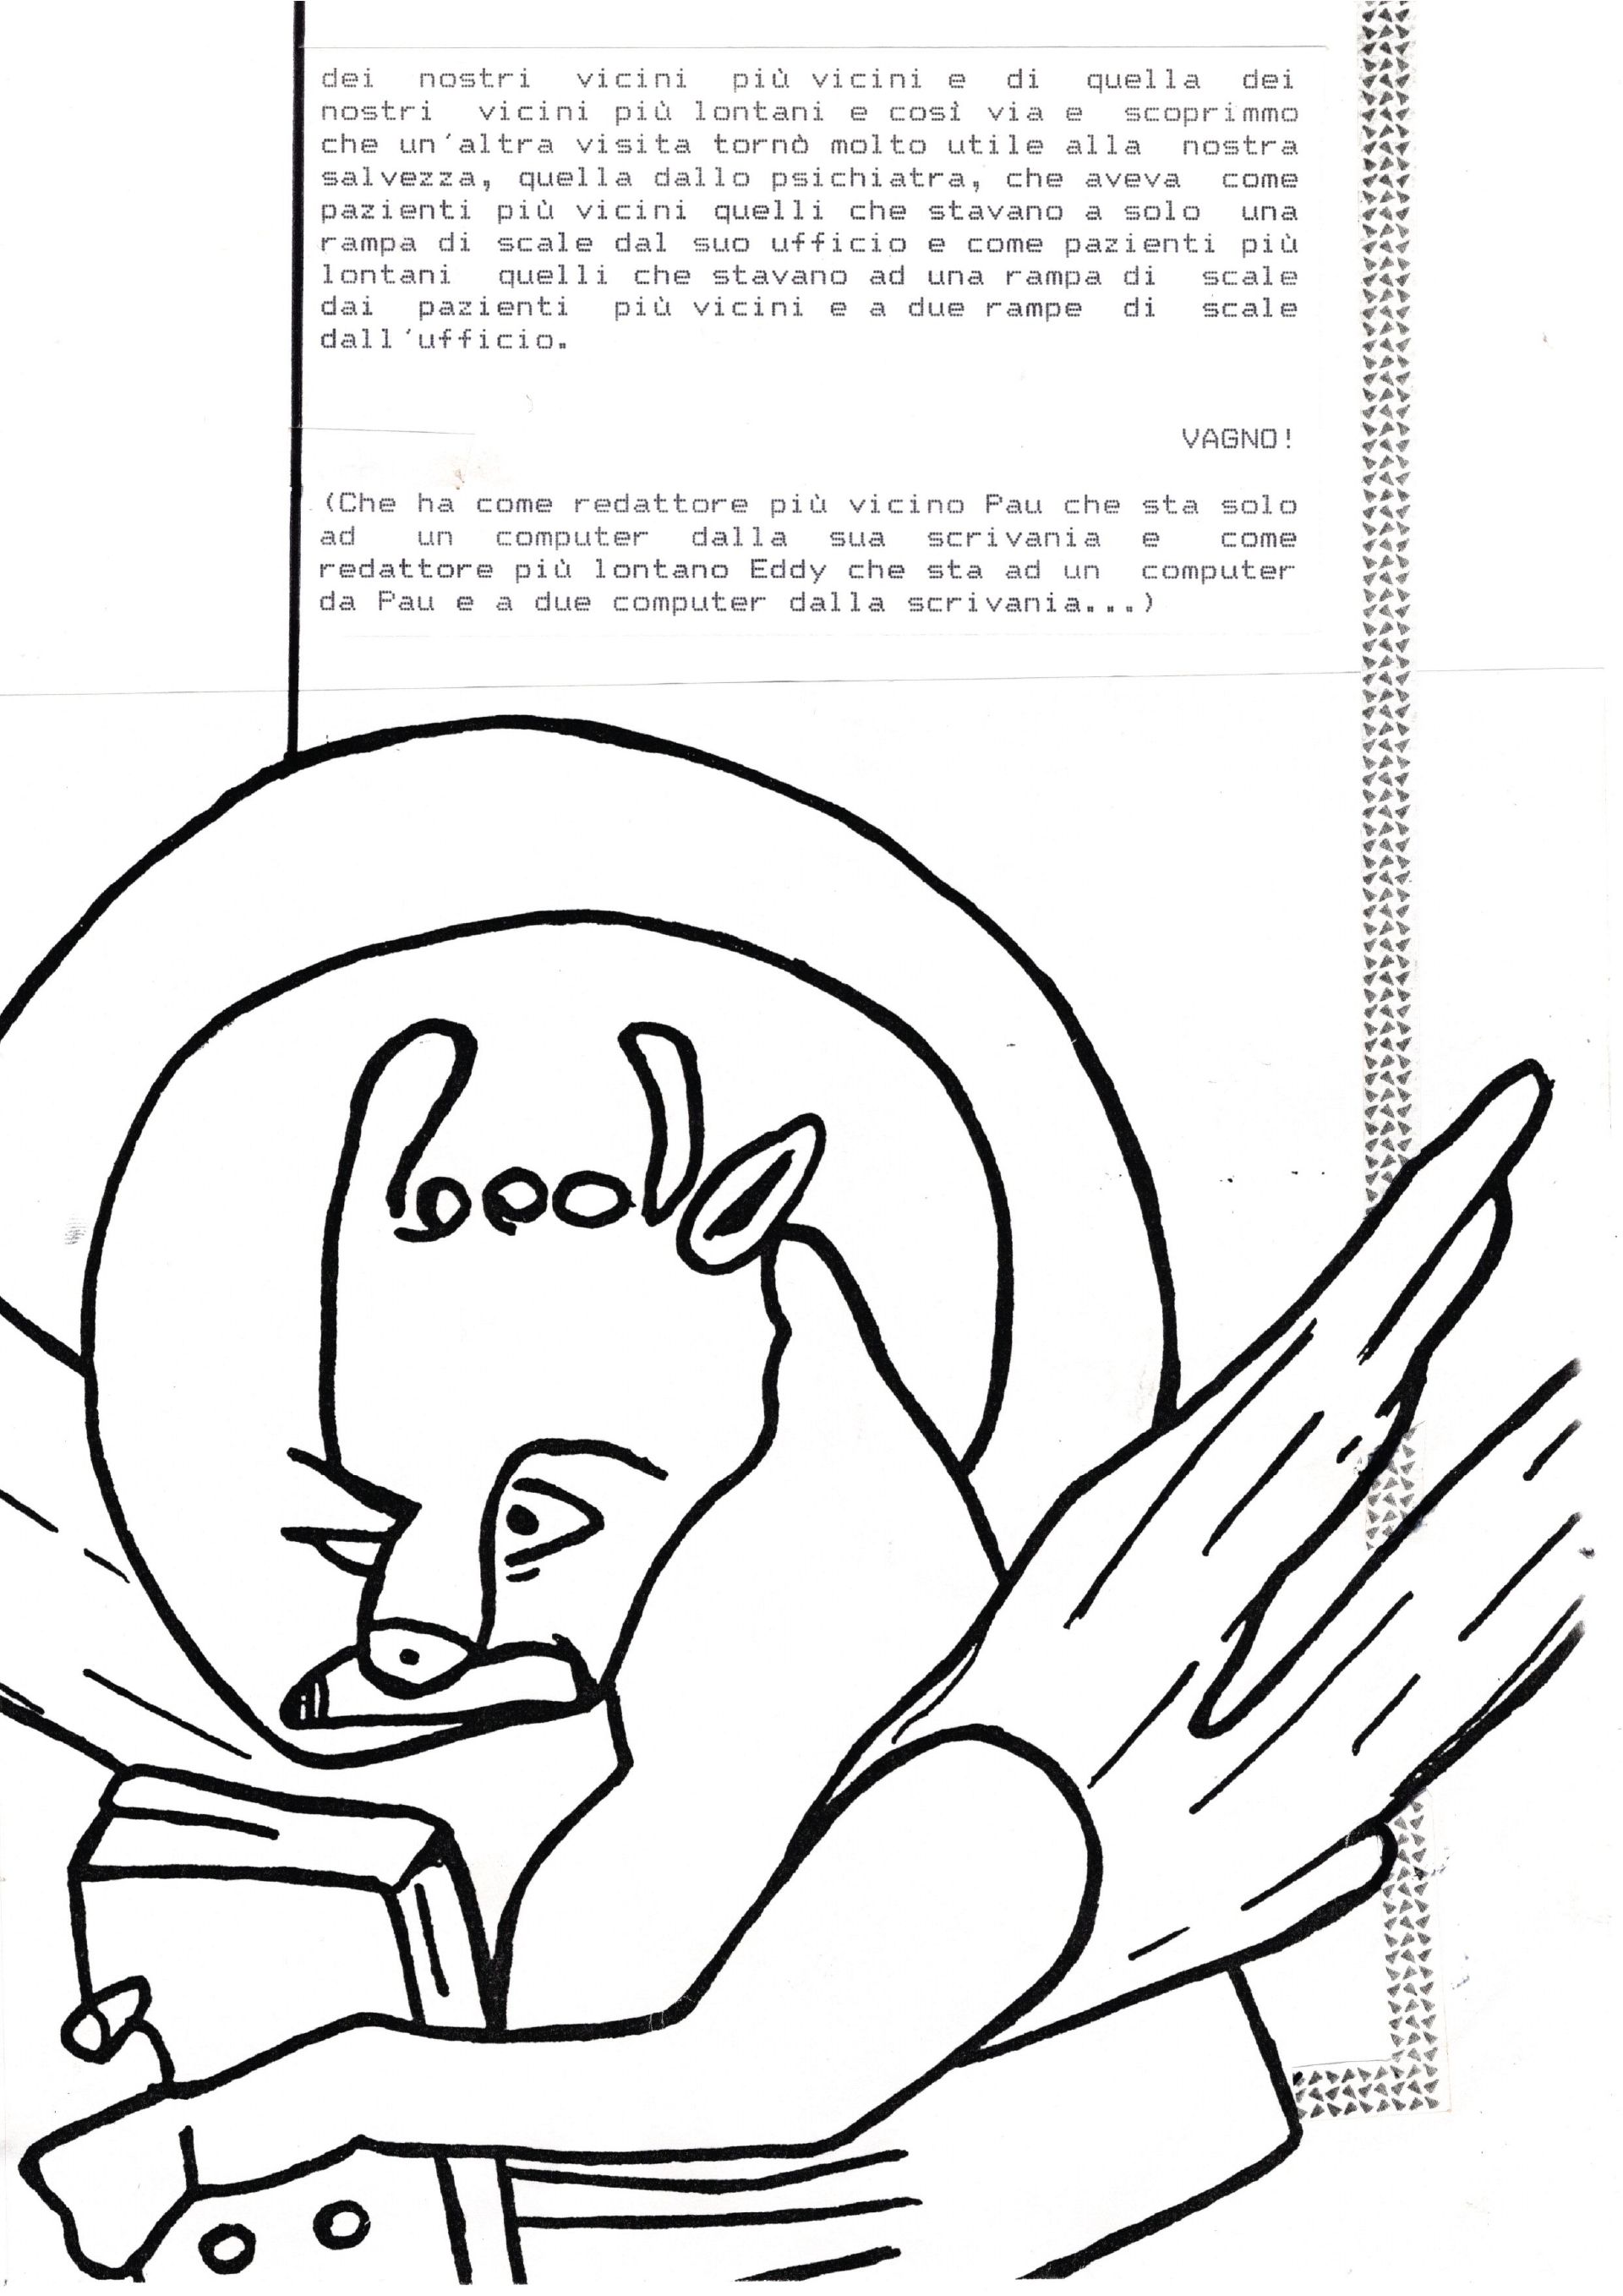 dei nostri vicini più vicini e di quella dei
nostri vicini più lontani e così via e scoprimmo
che un'altra visita tornò molto utile alla nostra
salvezza, quella dallo psichiatra, che aveva come
pazienti più vicini quelli che stavano a solo una
rampa di scale dal suo ufficio e come pazienti più
lontani quelli che stavano ad una rampa di scale
dai pazienti più vicini e a due rampe di scale
dall'ufficio.
VAGNO!
(Che ha come redattore più vicino Pau che sta solo
ad un computer dalla sua scrivania e come
redattore più lontano Eddy che sta ad un computer
da Pau e a due computer dalla scrivania...)